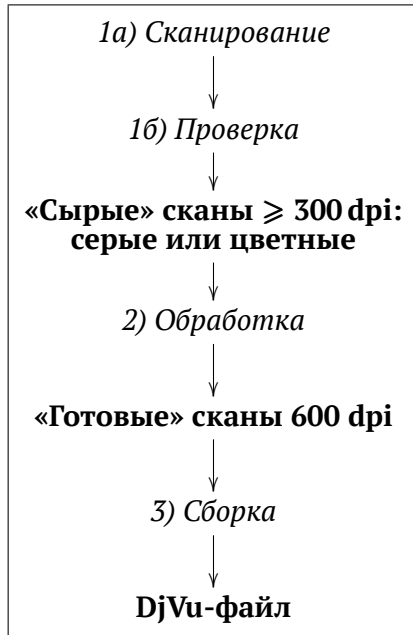 1а) Сканирование
1б) Проверка
«Сырые» сканы ⩾ 300 dpi:
серые или цветные
2) Обработка
«Готовые» сканы 600 dpi
3) Сборка
DjVu-файл